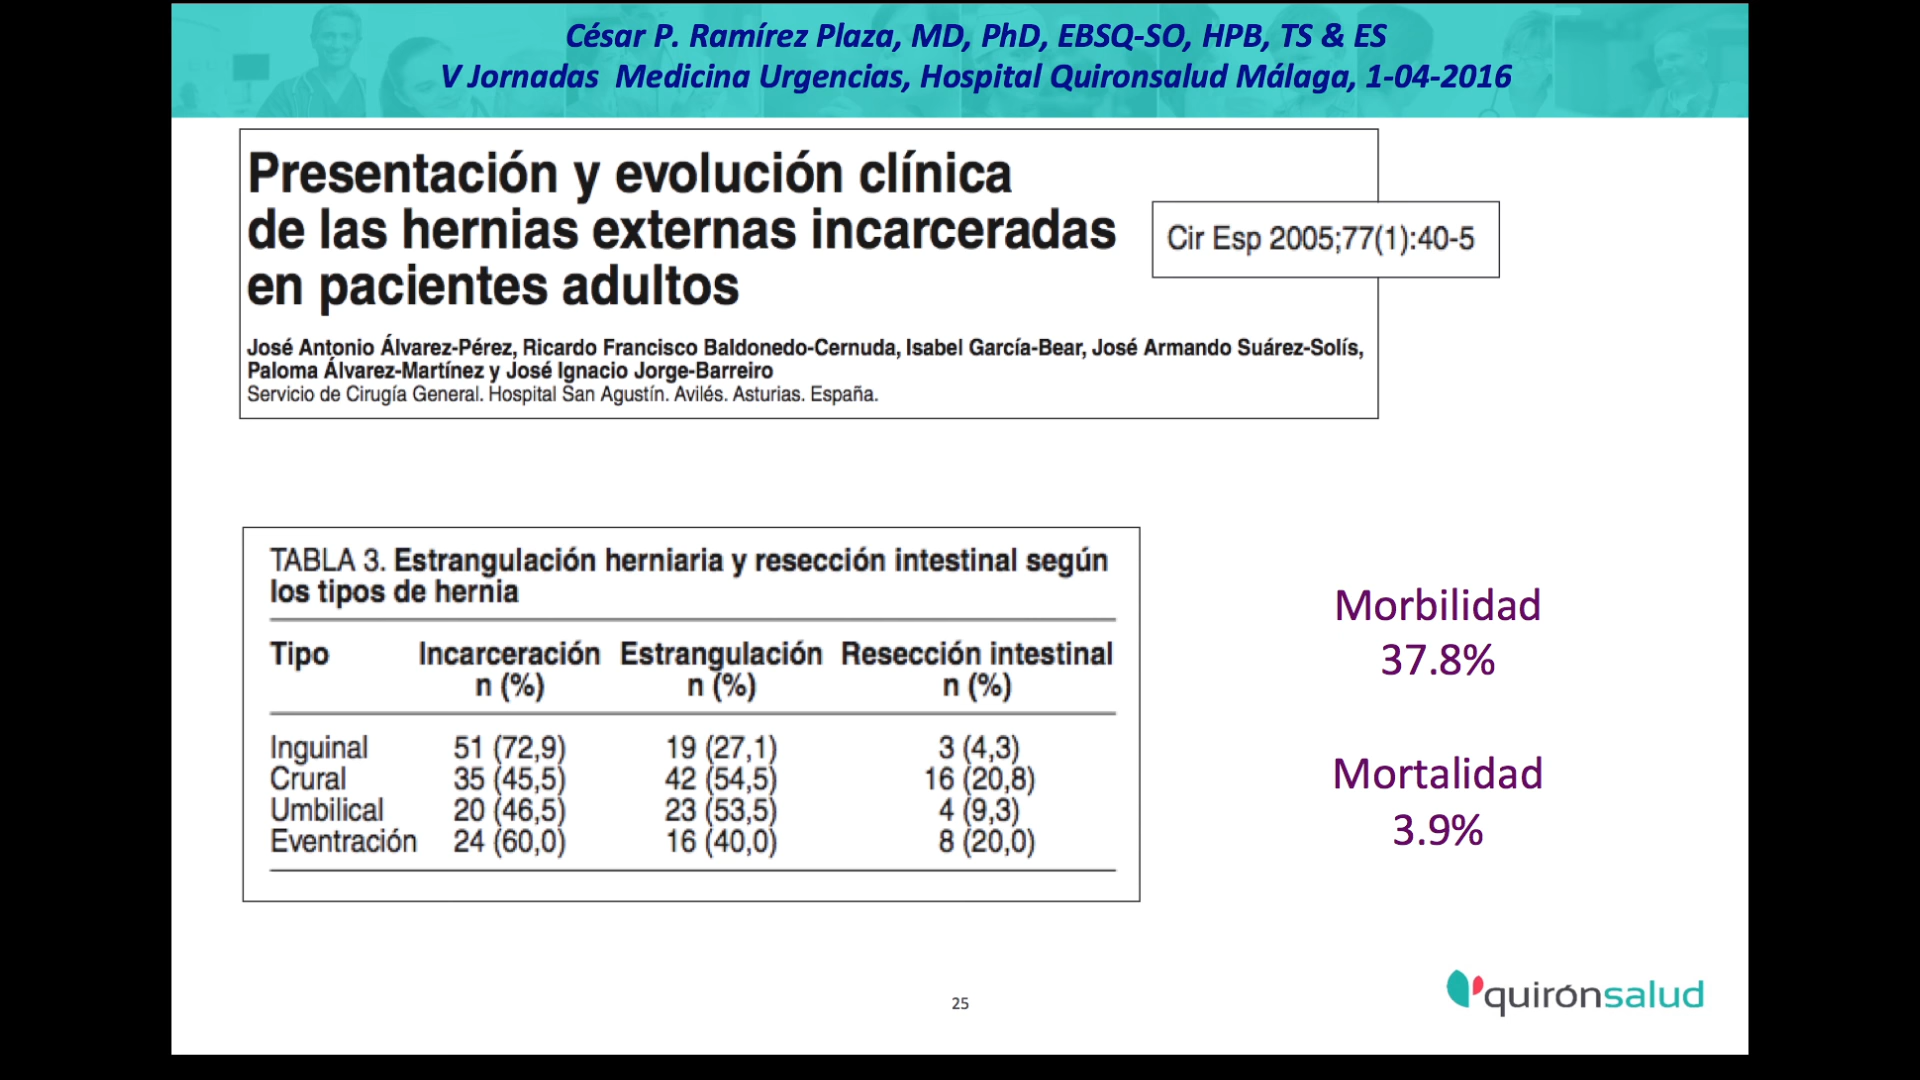 César P. Ramírez Plaza, MD, PhD, EBSQ-SO, HPB, TS & ES
V Jornadas Medicina Urgencias, Hospital Quironsalud Málaga, 1-04-2016
Presentación y evolución clínica
de las hernias externas incarceradas
en pacientes adultos
Cir Esp 2005;77(1):40-5
José Antonio Álvarez-Pérez, Ricardo Francisco Baldonedo-Cernuda, Isabel García-Bear, José Armando Suárez-Solís,
Paloma Álvarez-Martínez y José Ignacio Jorge-Barreiro
Servicio de Cirugía General. Hospital San Agustín. Avilés. Asturias. España.
TABLA 3. Estrangulación herniaria y resección intestinal según
los tipos de hernia
Tipo Incarceración Estrangulación Resección intestinal
n (%) n (%) n (%)
Inguinal 51 (72,9) 19 (27,1) 3 (4,3)
Crural 35 (45,5) 42 (54,5) 16 (20,8)
Umbilical 20 (46,5) 23 (53,5) 4 (9,3)
Eventración 24 (60,0) 16 (40,0) 8 (20,0)
Morbilidad
37.8%
Mortalidad
3.9%
25
quirónsalud